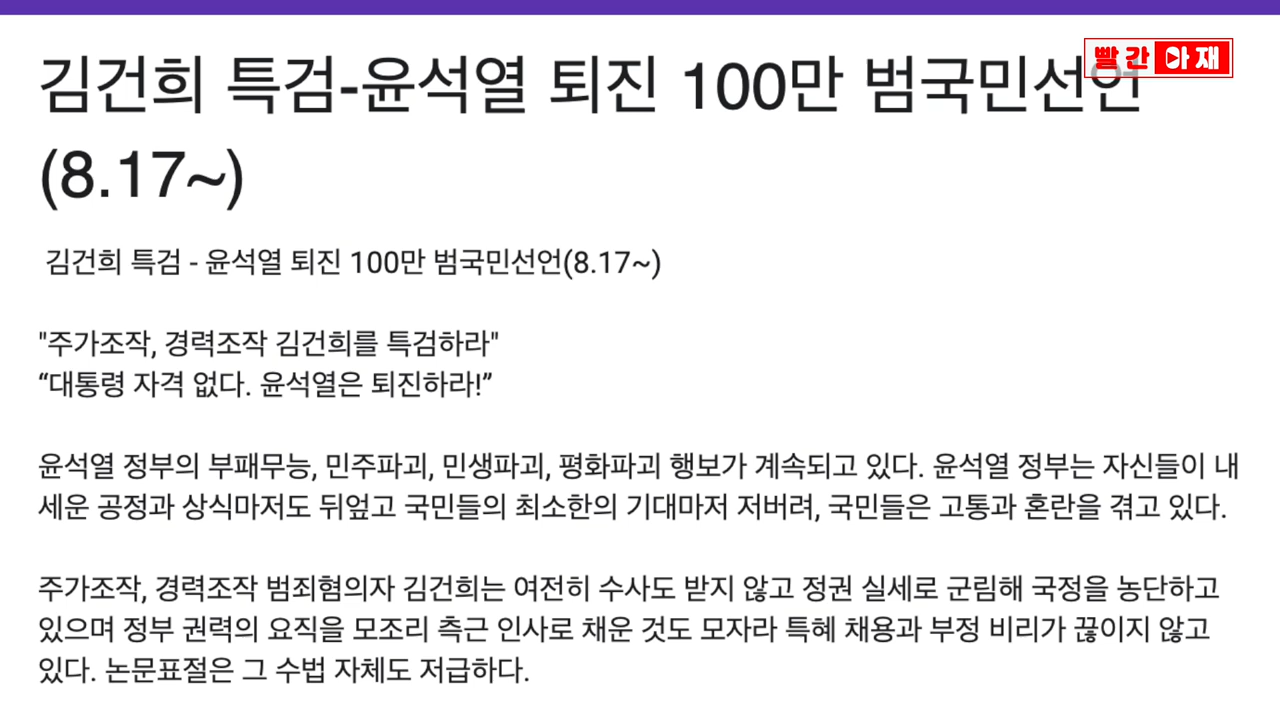 김건희 특검-윤석열 퇴진 100만 범국민선언
빨간아재
(8.17~)
김건희 특검 - 윤석열 퇴진 100만 범국민선언(8.17~)
"주가조작, 경력조작 김건희를 특검하라"
“대통령 자격 없다. 윤석열은 퇴진하라!”
윤석열 정부의 부패무능, 민주파괴, 민생파괴, 평화파괴 행보가 계속되고 있다. 윤석열 정부는 자신들이 내
세운 공정과 상식마저도 뒤엎고 국민들의 최소한의 기대마저 저버려, 국민들은 고통과 혼란을 겪고 있다.
주가조작, 경력조작 범죄혐의자 김건희는 여전히 수사도 받지 않고 정권 실세로 군림해 국정을 농단하고
있으며 정부 권력의 요직을 모조리 측근 인사로 채운 것도 모자라 특혜 채용과 부정 비리가 끊이지 않고
있다. 논문표절은 그 수법 자체도 저급하다.